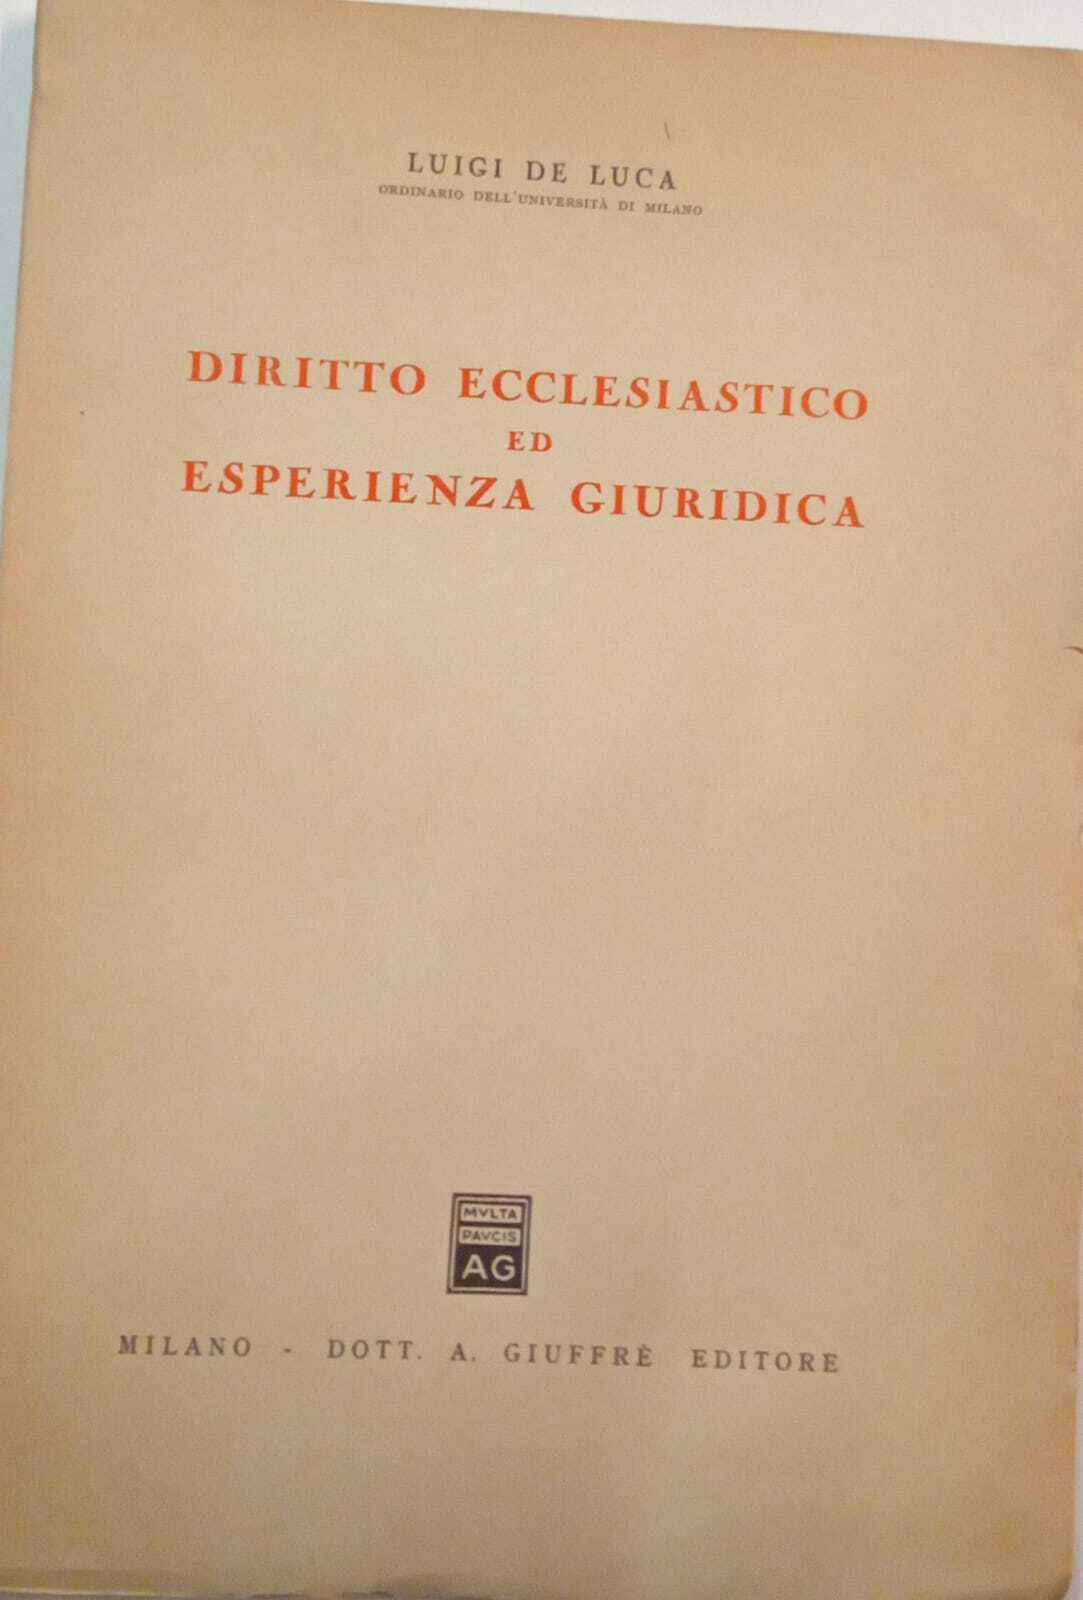 LUIGI DE LUCA
ORDINARIO DELL'UNIVERSITÀ DI MILANO
DIRITTO ECCLESIASTICO
ED
ESPERIENZA GIURIDICA
MVLTA
PAVCIS
AG
MILANO - DOTT. A. GIUFFRÈ EDITORE